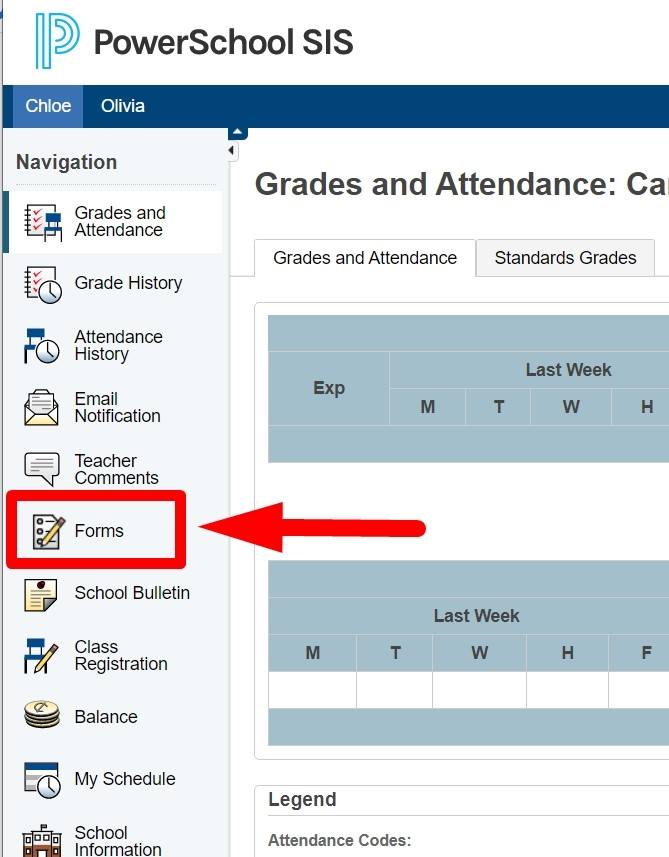 PowerSchool SIS
Chloe Olivia
Navigation
Grades and
Attendance
Grade History
Attendance
History
Email
Notification
Teacher
Comments
Forms
School Bulletin
Class
Registration
Balance
My Schedule
School
Information
Grades and Attendance: Ca
Grades and Attendance Standards Grades
Exp
Last Week
M T W H
Last Week
M T W H F
Legend
Attendance Codes: